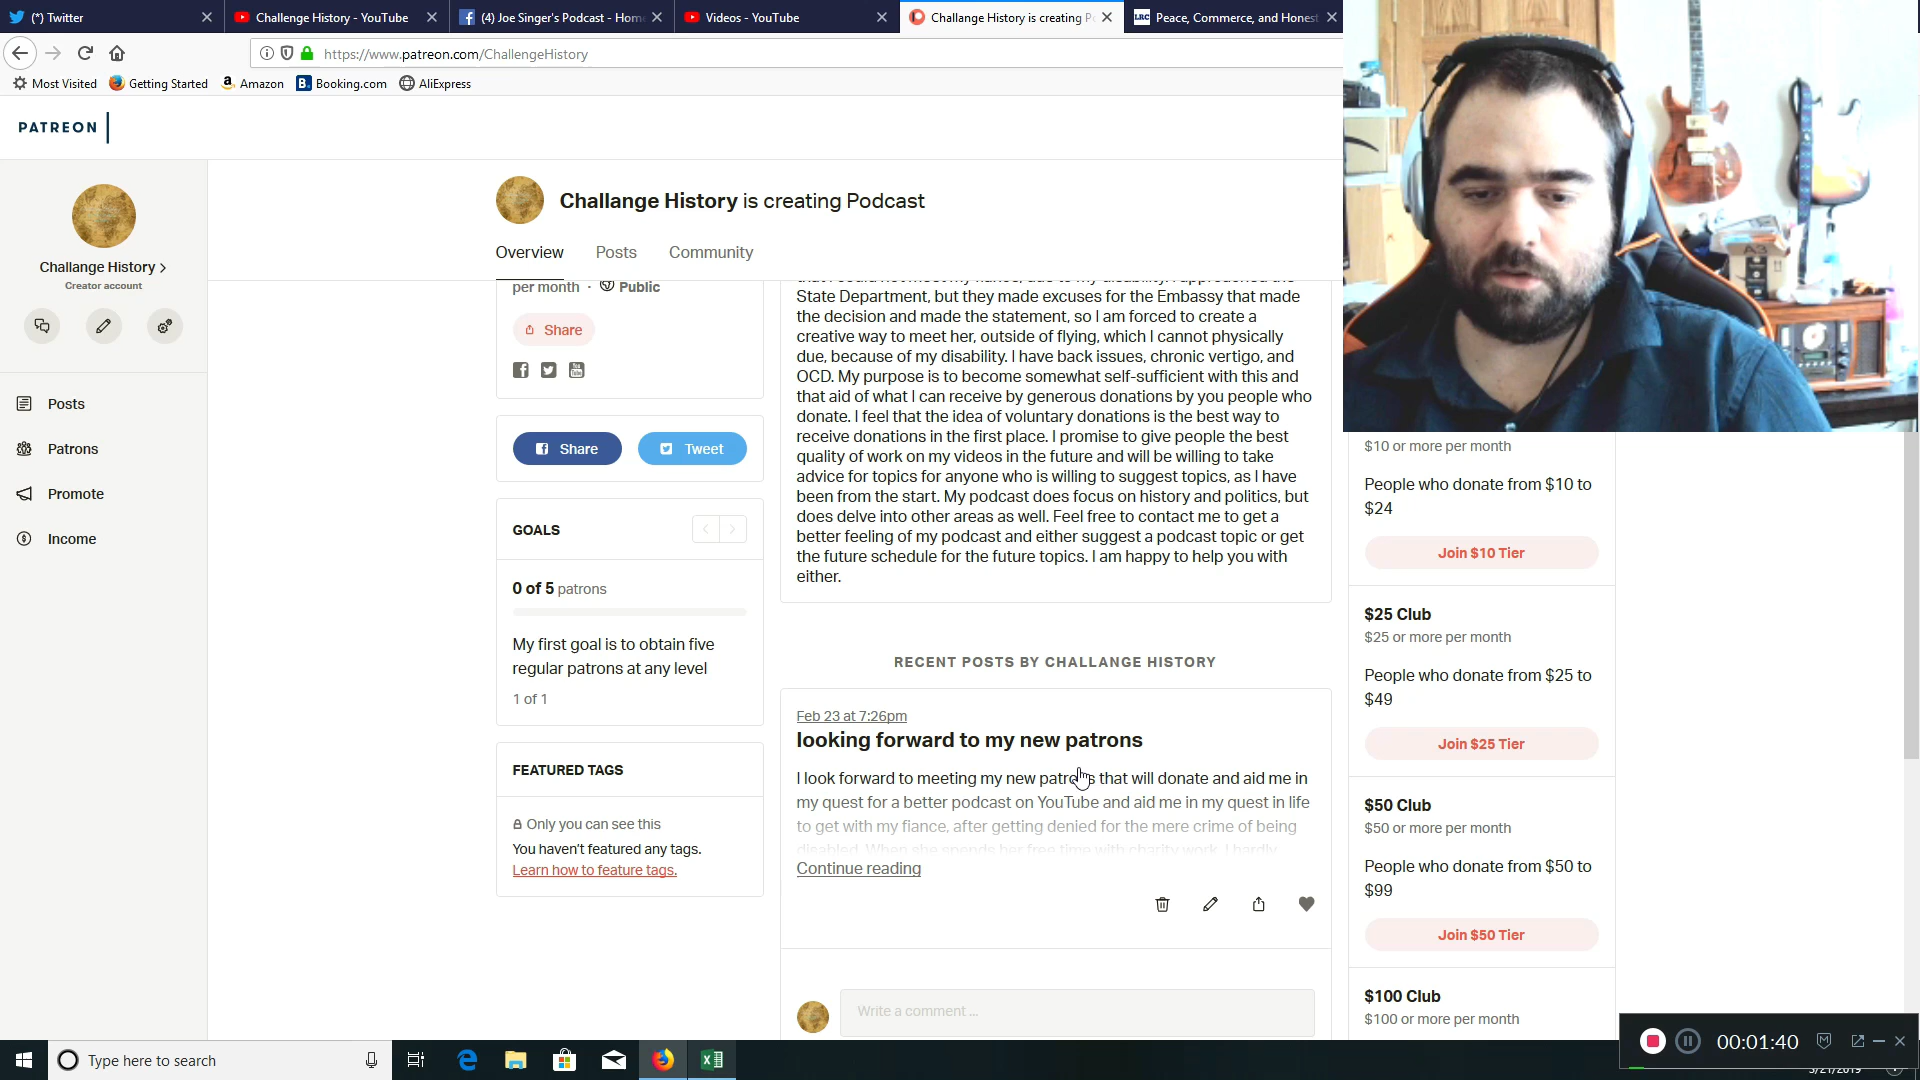 (*) Twitter
Challenge History - YouTube
(4) Joe Singer's Podcast - Home
Videos - YouTube
Challange History is creating P
LRC Peace, Commerce, and Honest
https://www.patreon.com/ChallengeHistory
Most Visited
Getting Started
Amazon
B. Booking.com
AliExpress
PATREON
Challange History >
Creator account
Posts
Patrons
Promote
Income
Challange History is creating Podcast
Overview
Posts
Community
per month · Public
Share
Share
Tweet
GOALS
0 of 5 patrons
My first goal is to obtain five
regular patrons at any level
1 of 1
FEATURED TAGS
Only you can see this
You haven't featured any tags.
Learn how to feature tags.
State Department, but they made excuses for the Embassy that made
the decision and made the statement, so I am forced to create a
creative way to meet her, outside of flying, which I cannot physically
due, because of my disability. I have back issues, chronic vertigo, and
OCD. My purpose is to become somewhat self-sufficient with this and
that aid of what I can receive by generous donations by you people who
donate. I feel that the idea of voluntary donations is the best way to
receive donations in the first place. I promise to give people the best
quality of work on my videos in the future and will be willing to take
advice for topics for anyone who is willing to suggest topics, as I have
been from the start. My podcast does focus on history and politics, but
does delve into other areas as well. Feel free to contact me to get a
better feeling of my podcast and either suggest a podcast topic or get
the future schedule for the future topics. I am happy to help you with
either.
RECENT POSTS BY CHALLANGE HISTORY
Feb 23 at 7:26pm
looking forward to my new patrons
I look forward to meeting my new patrons that will donate and aid me in
my quest for a better podcast on YouTube and aid me in my quest in life
to get with my fiance, after getting denied for the mere crime of being
disabled. When she spends her free time with charity work, I hardly
Continue reading
Write a comment ...
$10 or more per month
People who donate from $10 to
$24
Join $10 Tier
$25 Club
$25 or more per month
People who donate from $25 to
$49
Join $25 Tier
$50 Club
$50 or more per month
People who donate from $50 to
$99
Join $50 Tier
$100 Club
$100 or more per month
00:01:40
Type here to search